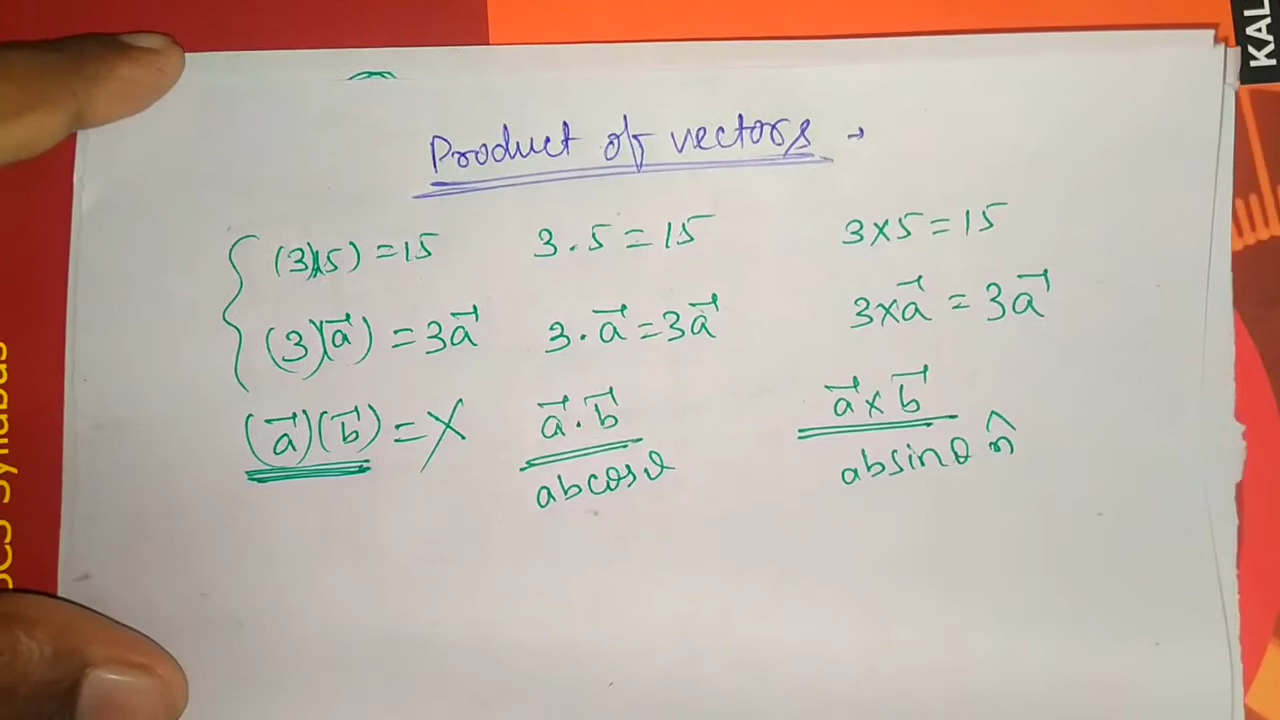 KAL
Product of vectors →
(3)(5) = 15 3 . 5 = 15 3 × 5 = 15
(3)(a⃗) = 3a⃗ 3 . a⃗ = 3a⃗ 3 × a⃗ = 3a⃗
(a⃗)(b⃗) = X a⃗ . b⃗ a⃗ × b⃗
abcosθ absinθ n̂
Syllabus